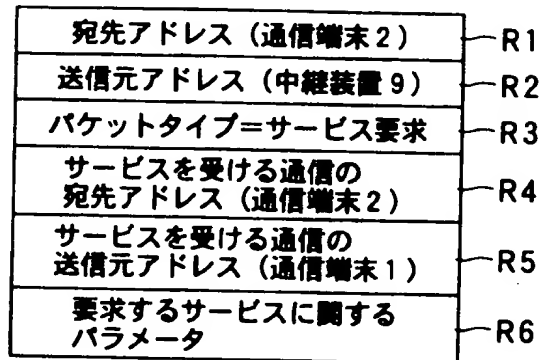 宛先アドレス（通信端末2） R1
送信元アドレス（中継装置9） R2
パケットタイプ＝サービス要求 R3
サービスを受ける通信の
宛先アドレス（通信端末2） R4
サービスを受ける通信の
送信元アドレス（通信端末1） R5
要求するサービスに関する
パラメータ R6